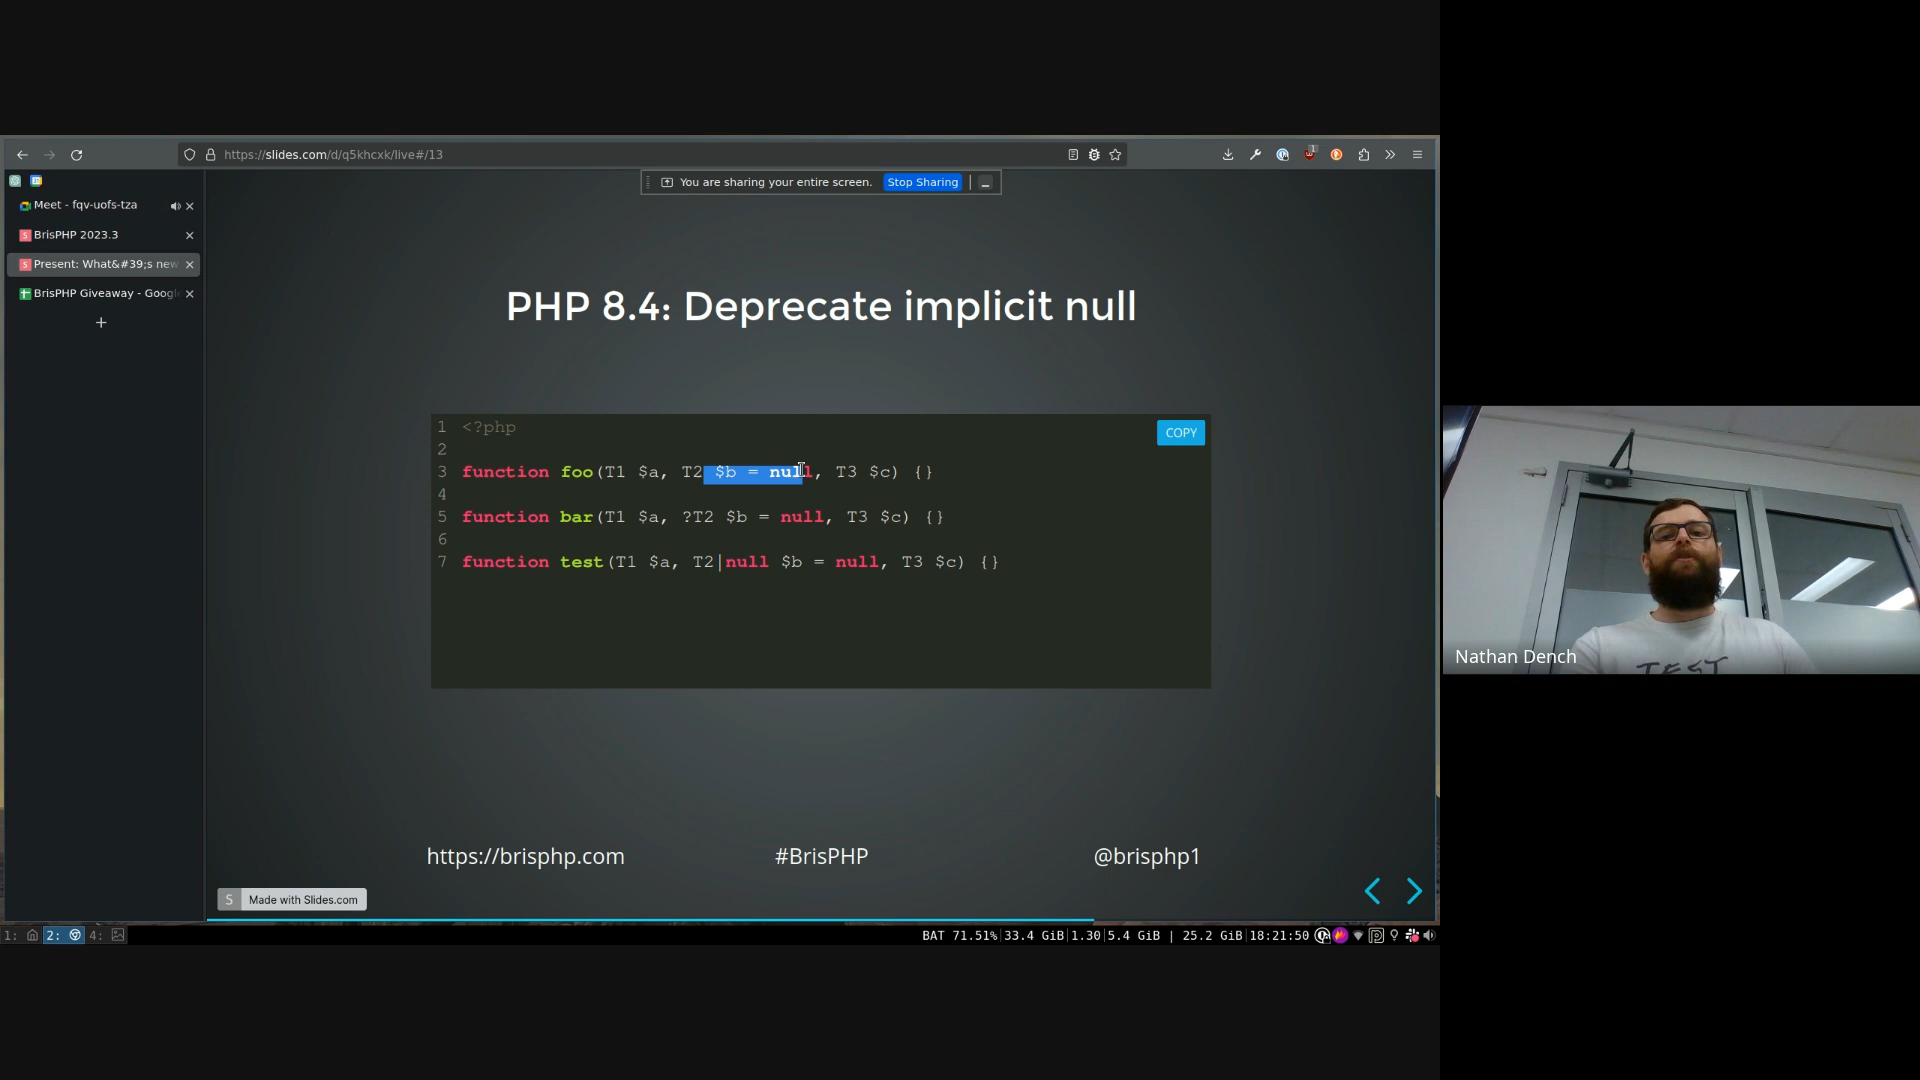 https://slides.com/d/q5khcxk/live#/13
You are sharing your entire screen. Stop Sharing
Meet - fqv-uofs-tza
BrisPHP 2023.3
Present: What&#39;s new
BrisPHP Giveaway - Googl
PHP 8.4: Deprecate implicit null
COPY
1 <?php
2
3 function foo(T1 $a, T2 $b = null, T3 $c) {}
4
5 function bar(T1 $a, ?T2 $b = null, T3 $c) {}
6
7 function test(T1 $a, T2|null $b = null, T3 $c) {}
https://brisphp.com #BrisPHP @brisphp1
S Made with Slides.com
1: 2: 4: BAT 71.51%|33.4 GiB|1.30|5.4 GiB | 25.2 GiB|18:21:50
Nathan Dench
TEST